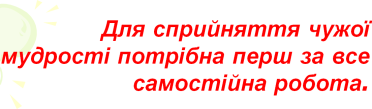 Для сприйняття чужої
мудрості потрібна перш за все
самостійна робота.